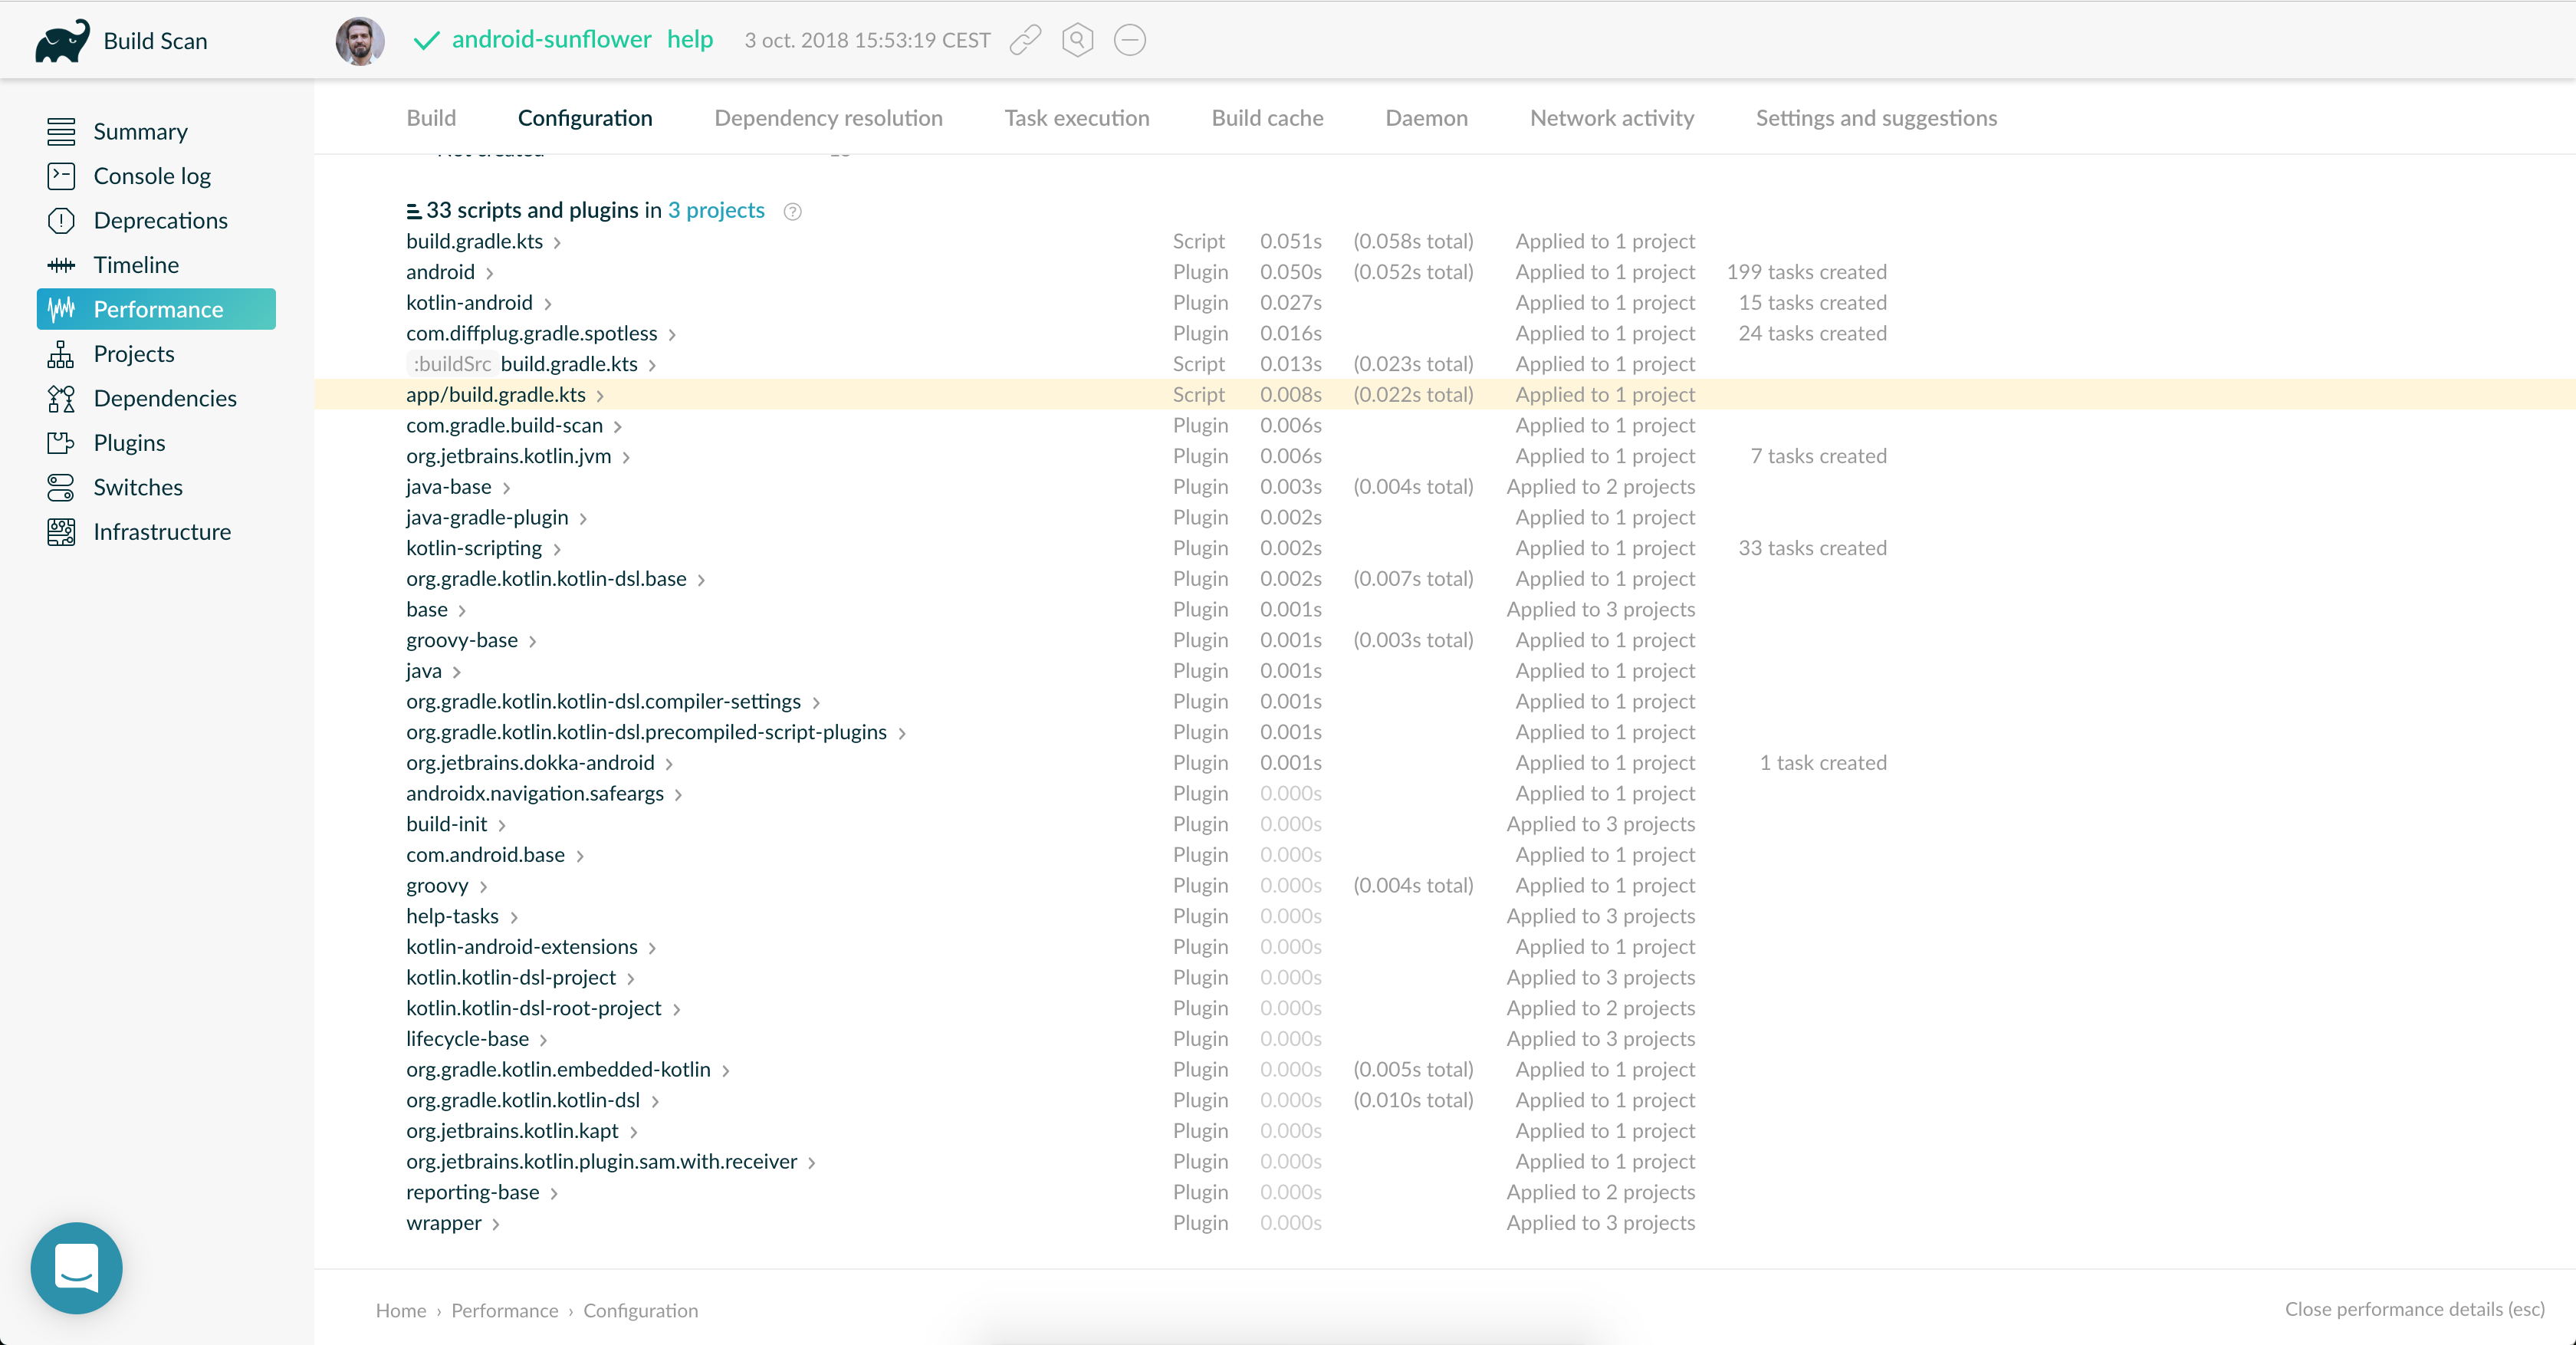 Build Scan
android-sunflower help 3 oct. 2018 15:53:19 CEST
Summary
Console log
Deprecations
Timeline
Performance
Projects
Dependencies
Plugins
Switches
Infrastructure
Build Configuration Dependency resolution Task execution Build cache Daemon Network activity Settings and suggestions
33 scripts and plugins in 3 projects ?
build.gradle.kts > Script 0.051s (0.058s total) Applied to 1 project
android > Plugin 0.050s (0.052s total) Applied to 1 project 199 tasks created
kotlin-android > Plugin 0.027s Applied to 1 project 15 tasks created
com.diffplug.gradle.spotless > Plugin 0.016s Applied to 1 project 24 tasks created
:buildSrc build.gradle.kts > Script 0.013s (0.023s total) Applied to 1 project
app/build.gradle.kts > Script 0.008s (0.022s total) Applied to 1 project
com.gradle.build-scan > Plugin 0.006s Applied to 1 project
org.jetbrains.kotlin.jvm > Plugin 0.006s Applied to 1 project 7 tasks created
java-base > Plugin 0.003s (0.004s total) Applied to 2 projects
java-gradle-plugin > Plugin 0.002s Applied to 1 project
kotlin-scripting > Plugin 0.002s Applied to 1 project 33 tasks created
org.gradle.kotlin.kotlin-dsl.base > Plugin 0.002s (0.007s total) Applied to 1 project
base > Plugin 0.001s Applied to 3 projects
groovy-base > Plugin 0.001s (0.003s total) Applied to 1 project
java > Plugin 0.001s Applied to 1 project
org.gradle.kotlin.kotlin-dsl.compiler-settings > Plugin 0.001s Applied to 1 project
org.gradle.kotlin.kotlin-dsl.precompiled-script-plugins > Plugin 0.001s Applied to 1 project
org.jetbrains.dokka-android > Plugin 0.001s Applied to 1 project 1 task created
androidx.navigation.safeargs > Plugin 0.000s Applied to 1 project
build-init > Plugin 0.000s Applied to 3 projects
com.android.base > Plugin 0.000s Applied to 1 project
groovy > Plugin 0.000s (0.004s total) Applied to 1 project
help-tasks > Plugin 0.000s Applied to 3 projects
kotlin-android-extensions > Plugin 0.000s Applied to 1 project
kotlin.kotlin-dsl-project > Plugin 0.000s Applied to 3 projects
kotlin.kotlin-dsl-root-project > Plugin 0.000s Applied to 2 projects
lifecycle-base > Plugin 0.000s Applied to 3 projects
org.gradle.kotlin.embedded-kotlin > Plugin 0.000s (0.005s total) Applied to 1 project
org.gradle.kotlin.kotlin-dsl > Plugin 0.000s (0.010s total) Applied to 1 project
org.jetbrains.kotlin.kapt > Plugin 0.000s Applied to 1 project
org.jetbrains.kotlin.plugin.sam.with.receiver > Plugin 0.000s Applied to 1 project
reporting-base > Plugin 0.000s Applied to 2 projects
wrapper > Plugin 0.000s Applied to 3 projects
Home › Performance › Configuration
Close performance details (esc)